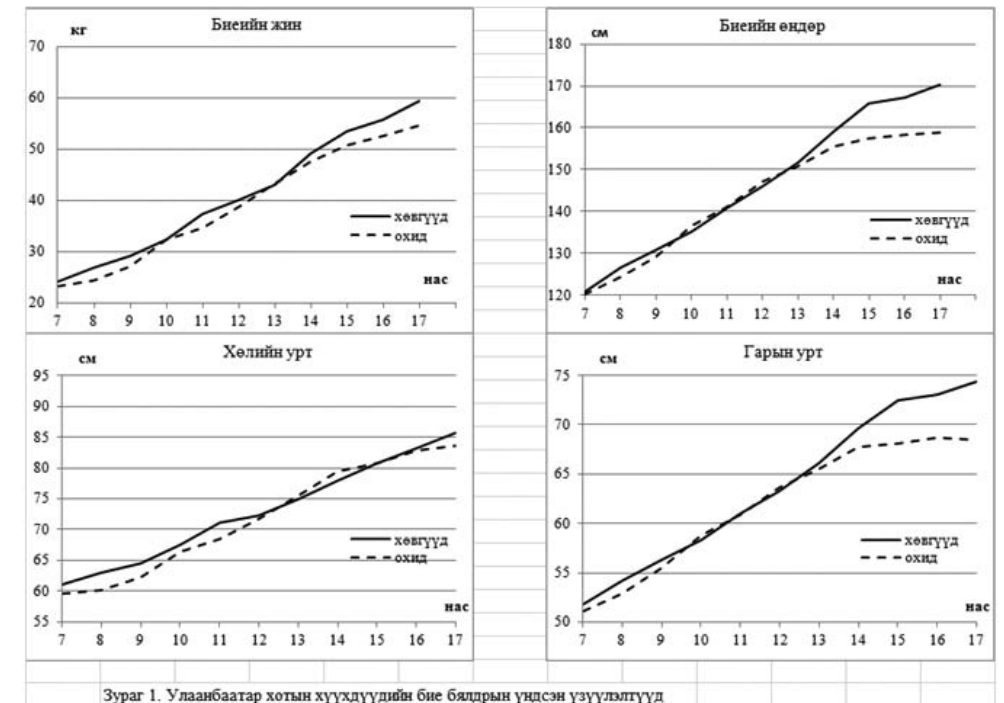 Биеийн жин
кг
70
60
50
40
30
20
хөвгүүд
охид
нас
7 8 9 10 11 12 13 14 15 16 17
Биеийн өндөр
см
180
170
160
150
140
130
120
хөвгүүд
охид
нас
7 8 9 10 11 12 13 14 15 16 17
Хөлийн урт
см
95
90
85
80
75
70
65
60
55
хөвгүүд
охид
нас
7 8 9 10 11 12 13 14 15 16 17
Гарын урт
см
75
70
65
60
55
50
хөвгүүд
охид
нас
7 8 9 10 11 12 13 14 15 16 17
Зураг 1. Улаанбаатар хотын хүүхдүүдийн бие бялдрын үндсэн үзүүлэлтүүд